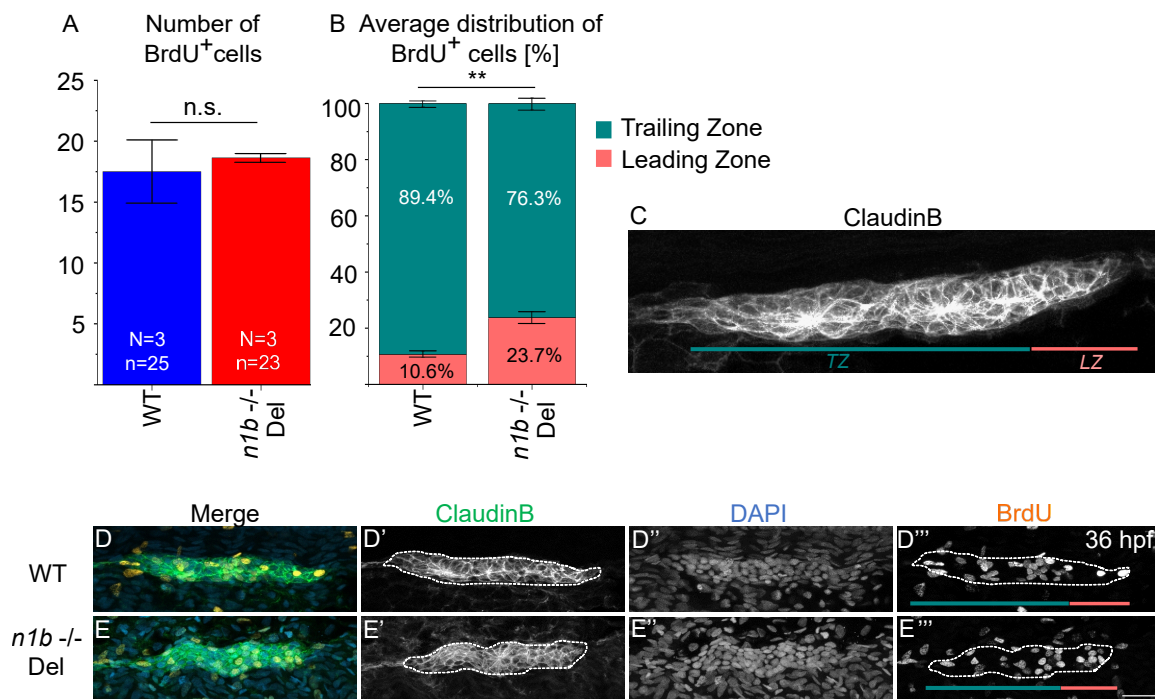 A
Number of
BrdU+cells
25
20
15
10
5
n.s.
N=3
n=25
N=3
n=23
WT
n1b -/-
Del
B
Average distribution of
BrdU+ cells [%]
**
100
80
60
40
20
89.4%
76.3%
10.6%
23.7%
WT
n1b -/-
Del
Trailing Zone
Leading Zone
C
ClaudinB
TZ
LZ
Merge
ClaudinB
DAPI
BrdU
WT
D
D'
D''
D'''
36 hpf
n1b -/-
Del
E
E'
E''
E'''